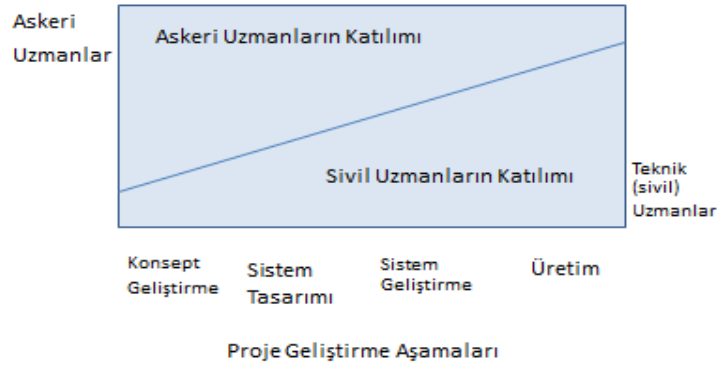 Askeri
Uzmanlar
Askeri Uzmanların Katılımı
Sivil Uzmanların Katılımı
Teknik
(sivil)
Uzmanlar
Konsept
Geliştirme
Sistem
Tasarımı
Sistem
Geliştirme
Üretim
Proje Geliştirme Aşamaları